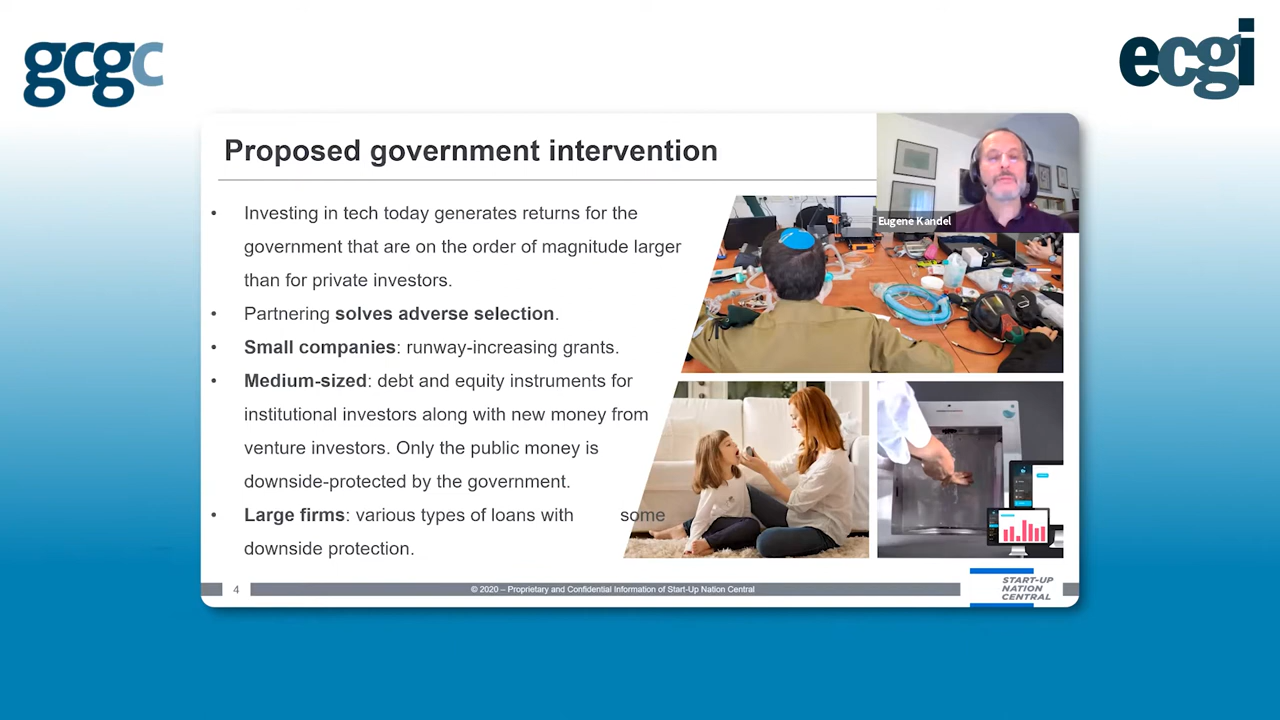 gcgc
ecgi
Proposed government intervention
Eugene Kandel
• Investing in tech today generates returns for the
government that are on the order of magnitude larger
than for private investors.
• Partnering solves adverse selection.
• Small companies: runway-increasing grants.
• Medium-sized: debt and equity instruments for
institutional investors along with new money from
venture investors. Only the public money is
downside-protected by the government.
• Large firms: various types of loans with some
downside protection.
4
© 2020 – Proprietary and Confidential Information of Start-Up Nation Central
START-UP
NATION
CENTRAL